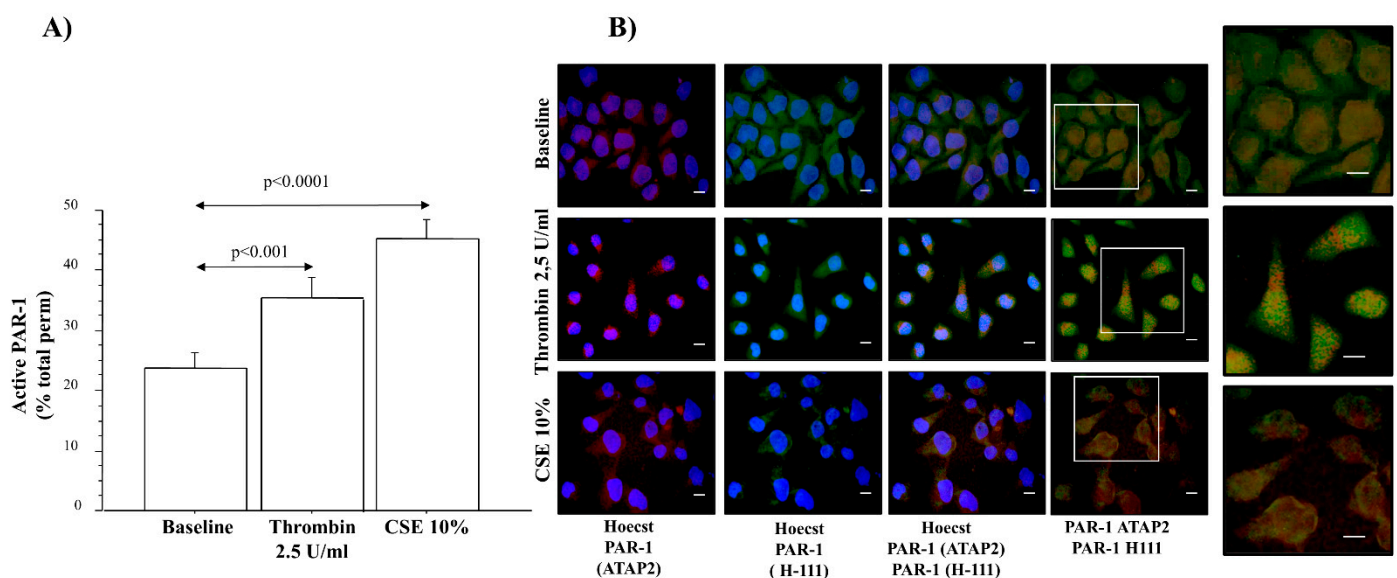 A)
B)
p<0.0001
p<0.001
Active PAR-1
(% total perm)
50
40
30
20
10
0
Baseline
Thrombin
2.5 U/ml
CSE 10%
Baseline
Thrombin 2,5 U/ml
CSE 10%
Hoecst
PAR-1
(ATAP2)
Hoecst
PAR-1
( H-111)
Hoecst
PAR-1 (ATAP2)
PAR-1 (H-111)
PAR-1 ATAP2
PAR-1 H111